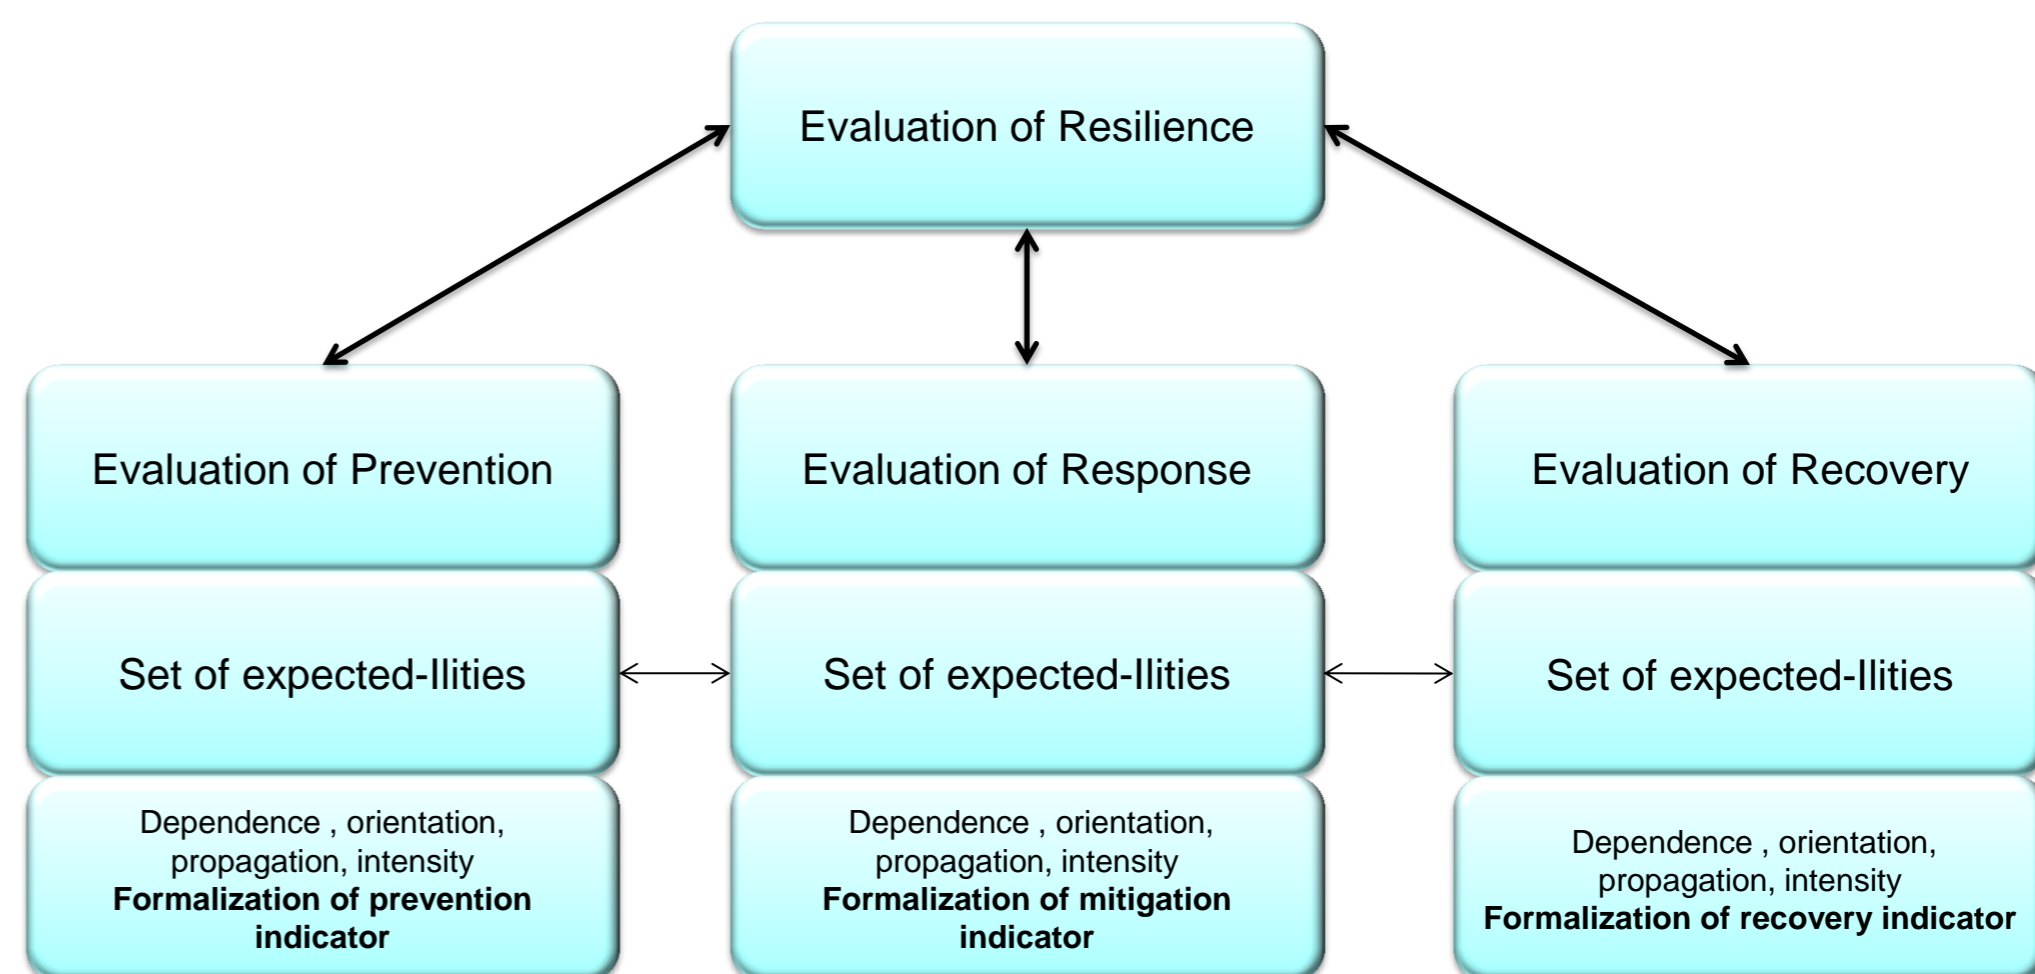 Evaluation of Resilience
Evaluation of Prevention
Evaluation of Response
Evaluation of Recovery
Set of expected-Ilities
Set of expected-Ilities
Set of expected-Ilities
Dependence , orientation,
propagation, intensity
Formalization of prevention
indicator
Dependence , orientation,
propagation, intensity
Formalization of mitigation
indicator
Dependence , orientation,
propagation, intensity
Formalization of recovery indicator